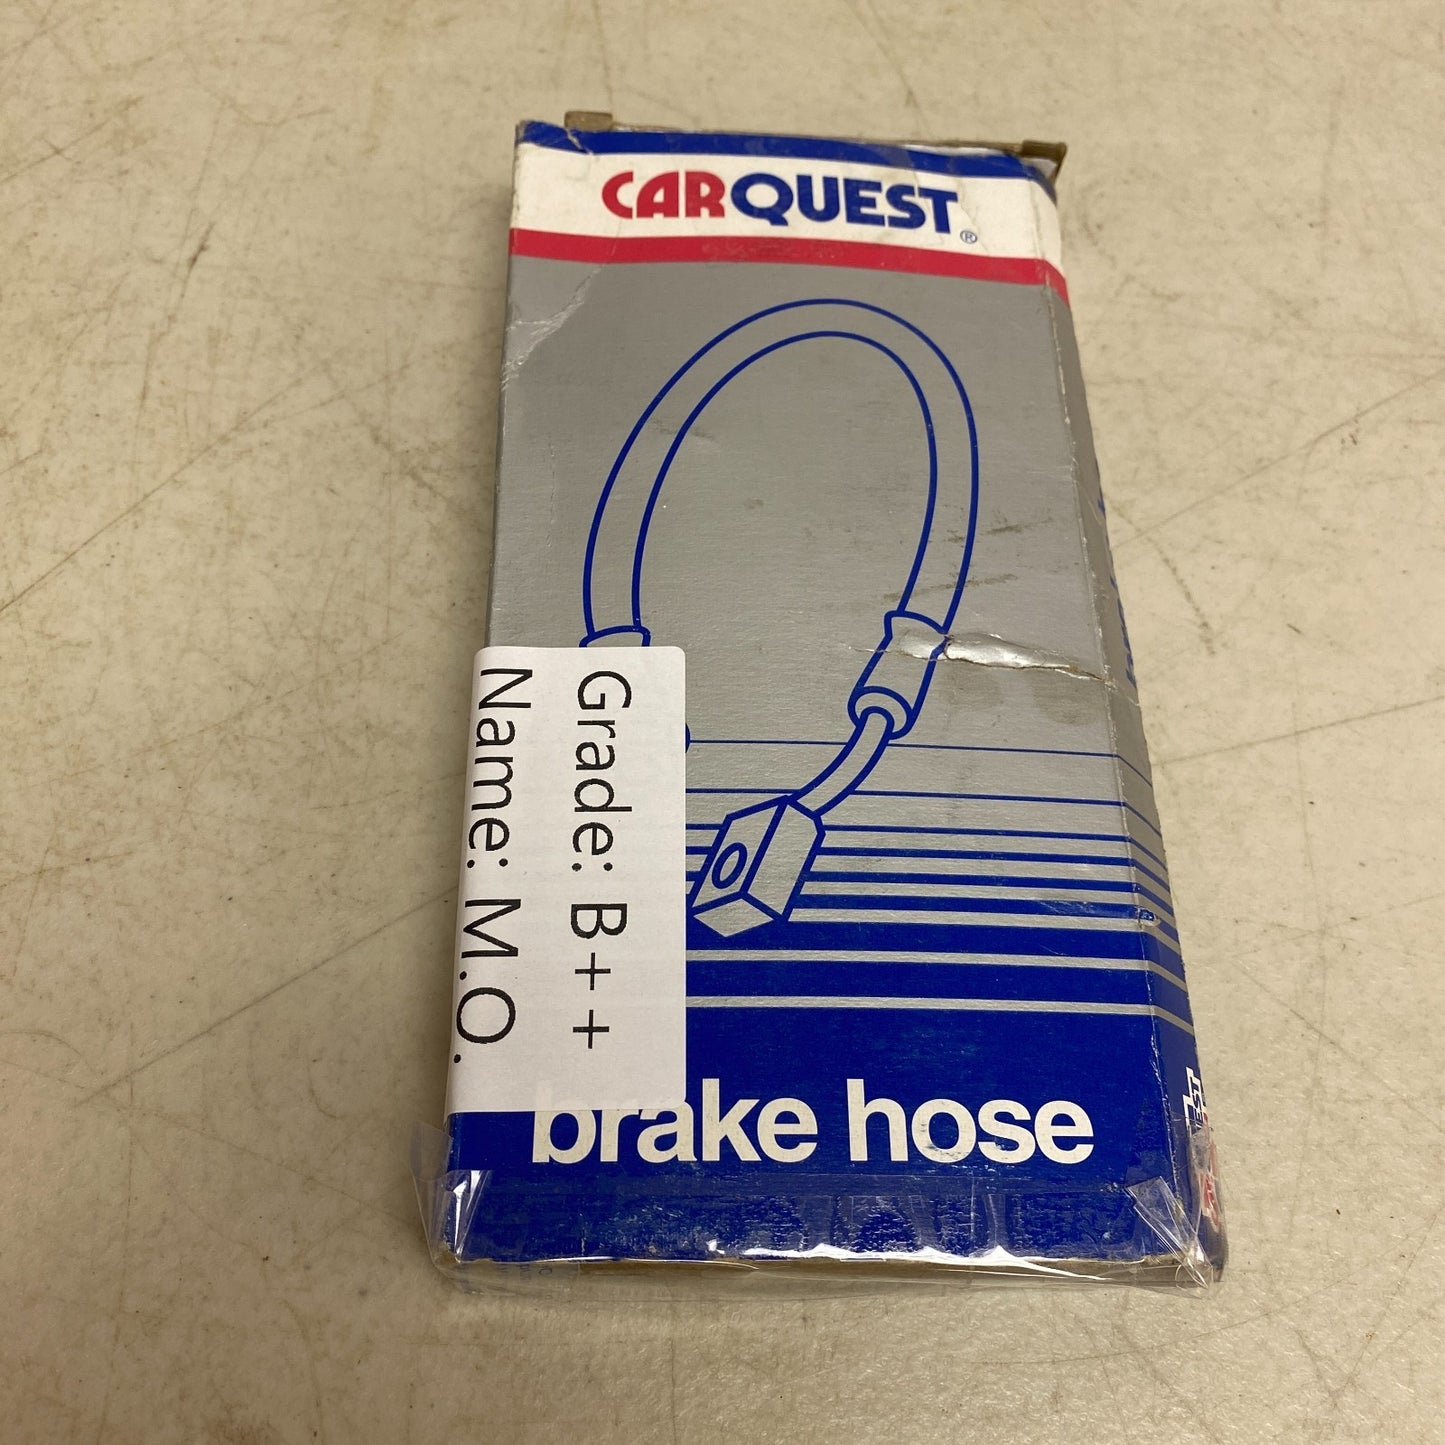 CARQUEST®
Grade: B++
Name: M.O.
brake hose